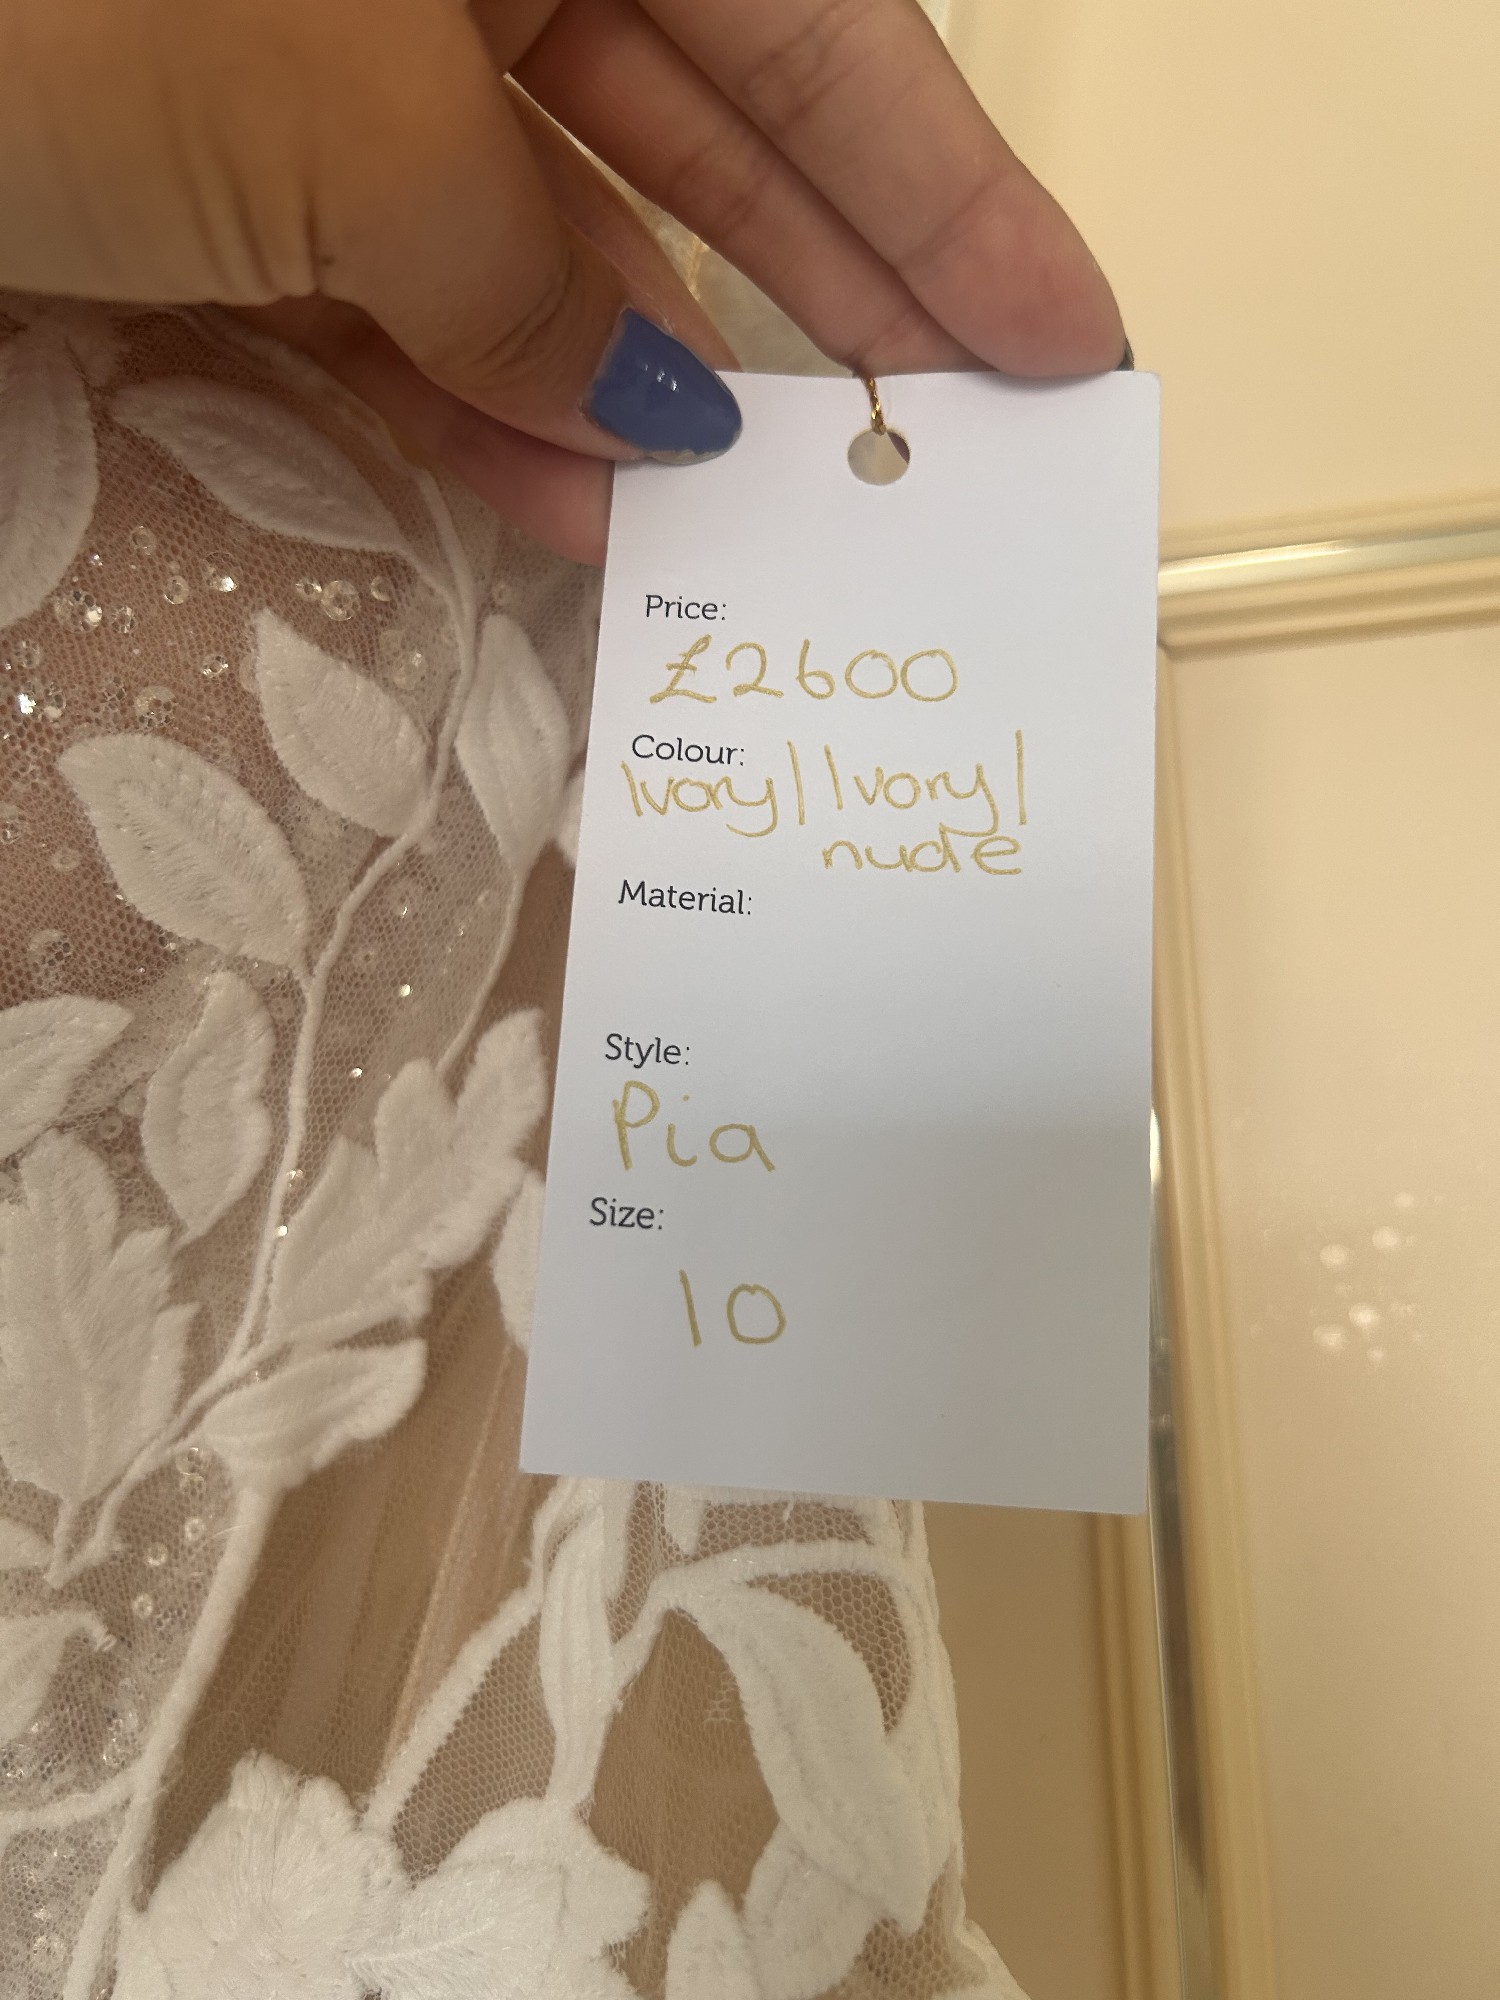 Price:
£2600
Colour:
Ivory/Ivory/
nude
Material:
Style:
Pia
Size:
10